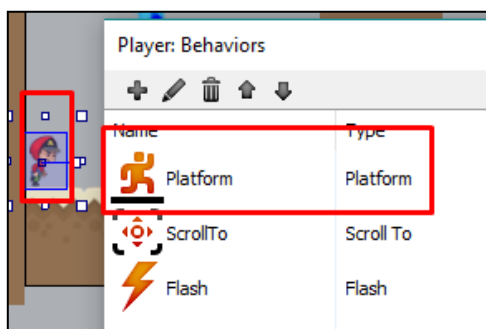 Player: Behaviors
Name Type
Platform Platform
ScrollTo Scroll To
Flash Flash